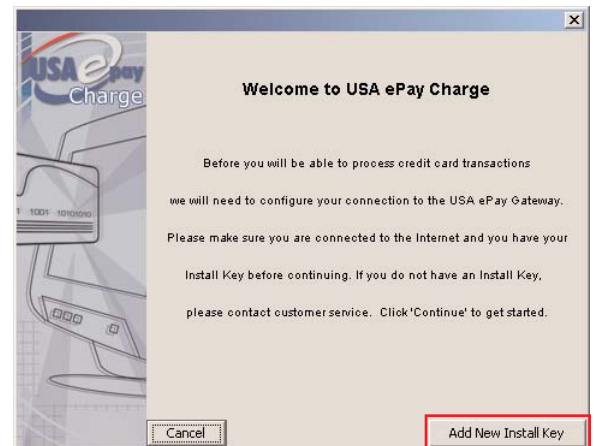 USA ePay
Charge
Welcome to USA ePay Charge
Before you will be able to process credit card transactions
we will need to configure your connection to the USA ePay Gateway.
Please make sure you are connected to the Internet and you have your
Install Key before continuing. If you do not have an Install Key,
please contact customer service. Click 'Continue' to get started.
1001 10101010
Cancel
Add New Install Key